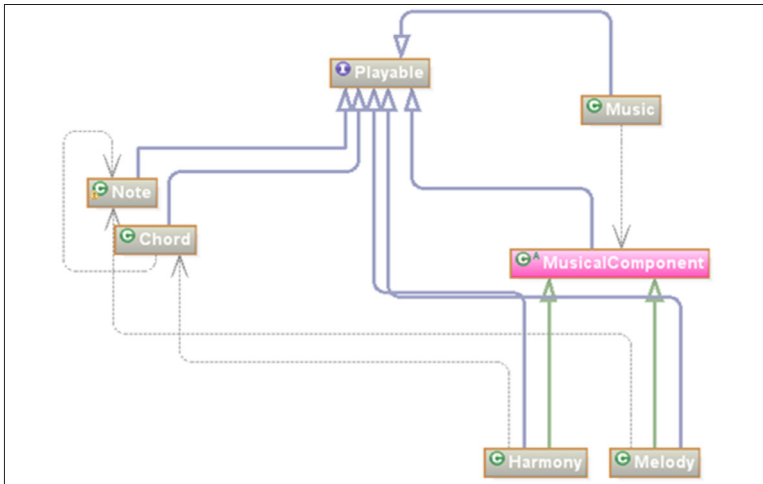 I Playable
C Music
C Note
C Chord
C A MusicalComponent
C Harmony
C Melody